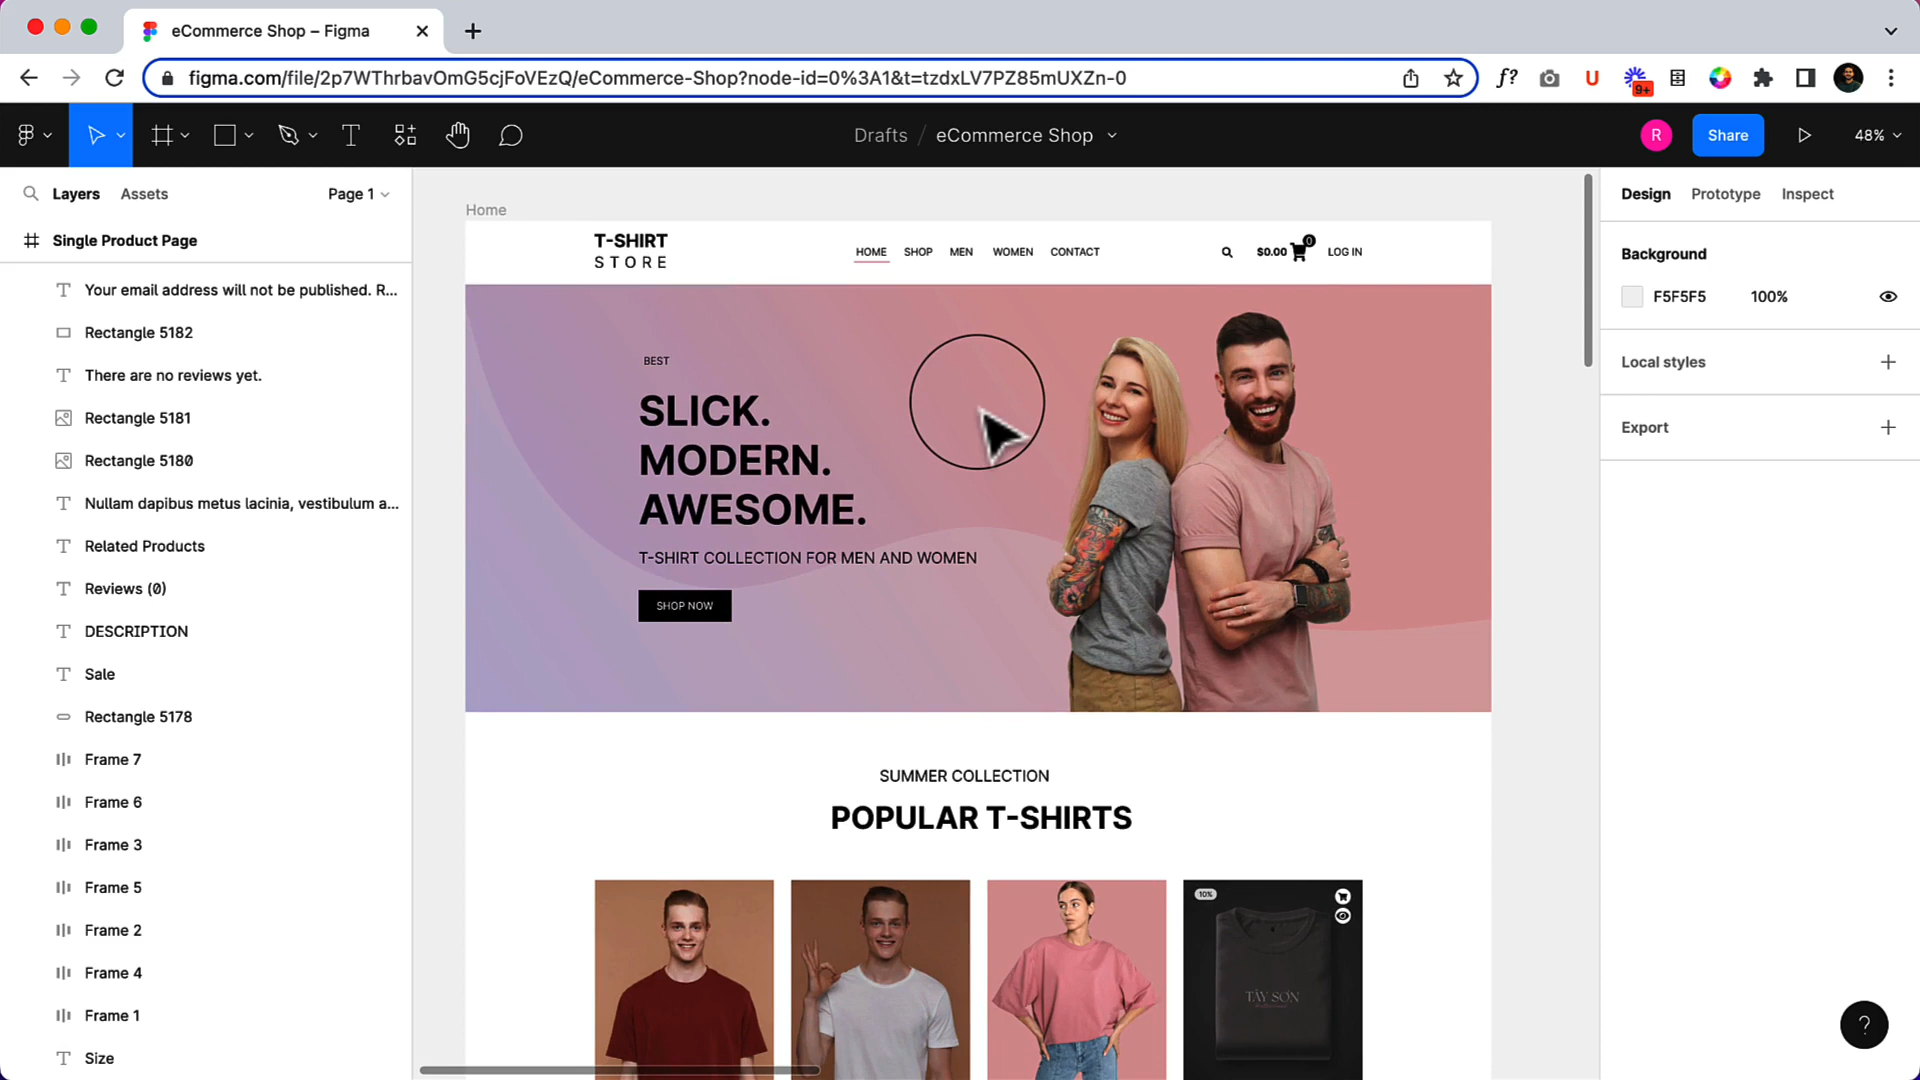 eCommerce Shop – Figma
figma.com/file/2p7WThrbavOmG5cjFoVEzQ/eCommerce-Shop?node-id=0%3A1&t=tzdxLV7PZ85mUXZn-0
f?
U
9+
Drafts / eCommerce Shop
R
Share
48%
Layers
Assets
Page 1
Single Product Page
Your email address will not be published. R...
Rectangle 5182
There are no reviews yet.
Rectangle 5181
Rectangle 5180
Nullam dapibus metus lacinia, vestibulum a...
Related Products
Reviews (0)
DESCRIPTION
Sale
Rectangle 5178
Frame 7
Frame 6
Frame 3
Frame 5
Frame 2
Frame 4
Frame 1
Size
Home
T-SHIRT
STORE
HOME SHOP MEN WOMEN CONTACT
$0.00
0
LOG IN
BEST
SLICK.
MODERN.
AWESOME.
T-SHIRT COLLECTION FOR MEN AND WOMEN
SHOP NOW
SUMMER COLLECTION
POPULAR T-SHIRTS
10%
TÂY SƠN
Design
Prototype
Inspect
Background
F5F5F5 100%
Local styles
Export
?